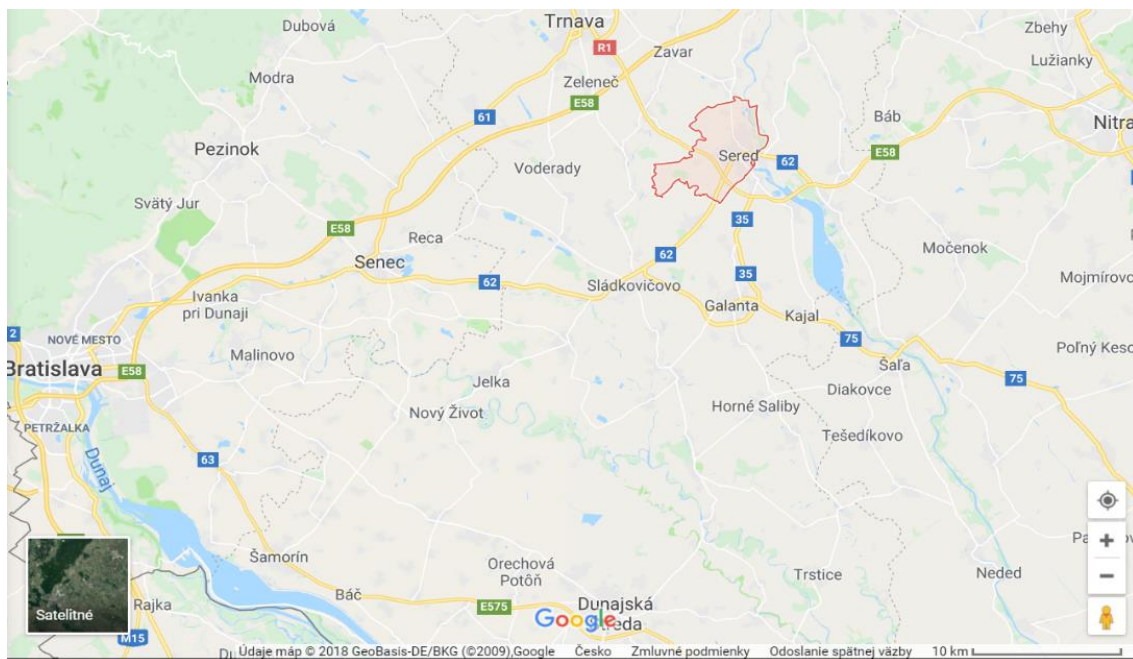 Trnava
Dubová
Zbehy
R1
Zavar
Lužianky
Modra
Zeleneč
E58
61
Báb
Nitra
Pezinok
Sereď
E58
62
Voderady
Svätý Jur
35
E58
Reca
Močenok
62
Senec
35
62
Sládkovičovo
Mojmírovc
Ivanka
pri Dunaji
Galanta
Kajal
2
NOVÉ MESTO
75
Malinovo
Poľný Keso
Bratislava
E58
Šaľa
75
Jelka
Diakovce
Nový Život
Horné Saliby
PETRŽALKA
Tešedíkovo
Dunaj
63
Šamorín
Orechová
Potôň
Trstice
Neded
Báč
Rajka
E575
Dunajská
Streda
Google
Satelitné
M15
Údaje máp © 2018 GeoBasis-DE/BKG (©2009),Google Česko Zmluvné podmienky Odoslanie spätnej väzby 10 km